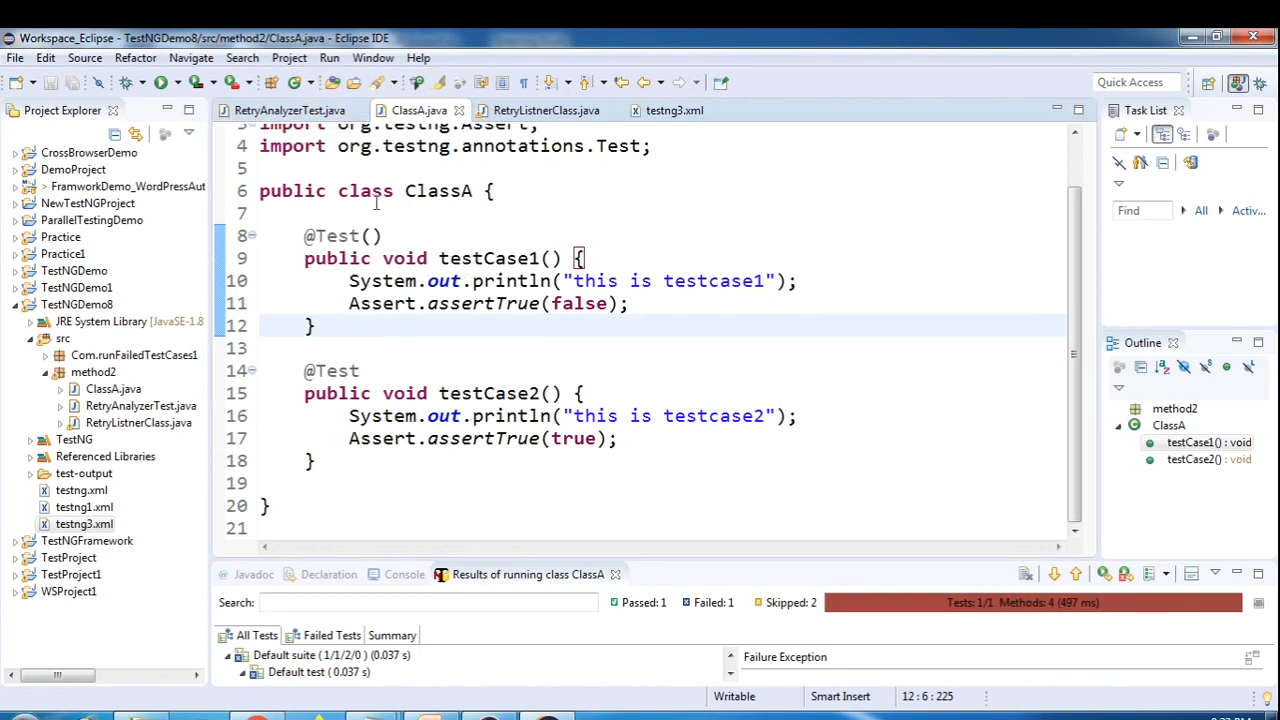 Workspace_Eclipse - TestNGDemo8/src/method2/ClassA.java - Eclipse IDE
File Edit Source Refactor Navigate Search Project Run Window Help
Quick Access
Project Explorer
CrossBrowserDemo
DemoProject
> FramworkDemo_WordPressAut
NewTestNGProject
ParallelTestingDemo
Practice
Practice1
TestNGDemo
TestNGDemo1
TestNGDemo8
JRE System Library [JavaSE-1.8
src
Com.runFailedTestCases1
method2
ClassA.java
RetryAnalyzerTest.java
RetryListnerClass.java
TestNG
Referenced Libraries
test-output
testng.xml
testng1.xml
testng3.xml
TestNGFramework
TestProject
TestProject1
WSProject1
RetryAnalyzerTest.java ClassA.java RetryListnerClass.java testng3.xml
3 import org.testng.Assert;
4 import org.testng.annotations.Test;
5
6 public class ClassA {
7
8 @Test()
9 public void testCase1() {
10 System.out.println("this is testcase1");
11 Assert.assertTrue(false);
12 }
13
14 @Test
15 public void testCase2() {
16 System.out.println("this is testcase2");
17 Assert.assertTrue(true);
18 }
19
20 }
21
Task List
Find All Activ...
Outline
method2
ClassA
testCase1() : void
testCase2() : void
@ Javadoc Declaration Console Results of running class ClassA
Search: Passed: 1 Failed: 1 Skipped: 2 Tests: 1/1 Methods: 4 (497 ms)
All Tests Failed Tests Summary
Default suite ( 1/1/2/0 ) (0.037 s)
Default test ( 0.037 s)
Failure Exception
Writable Smart Insert 12 : 6 : 225